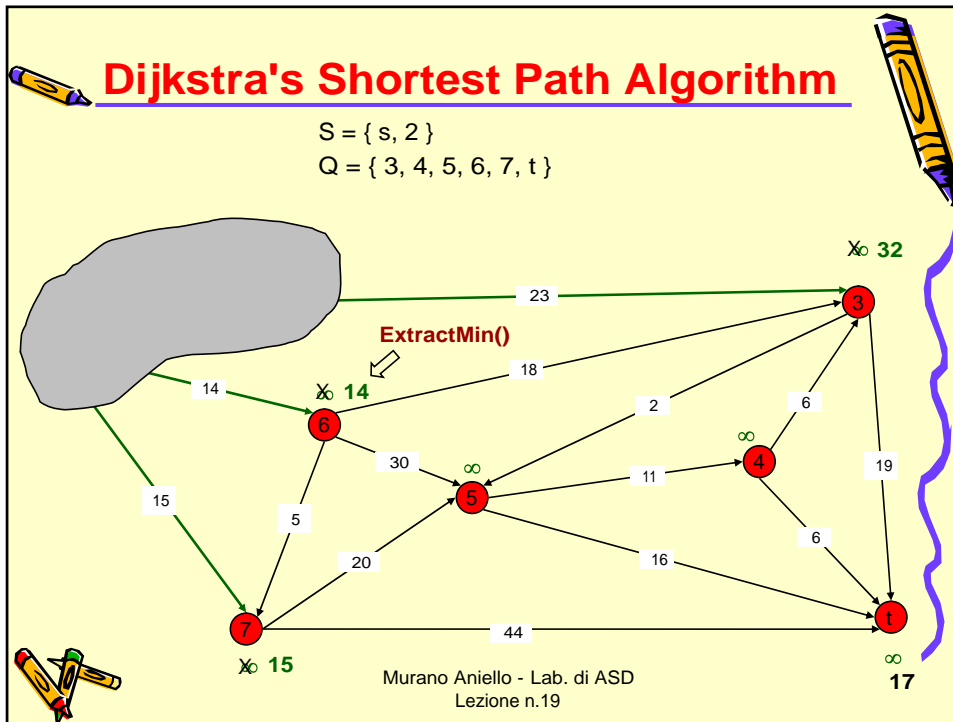 Dijkstra's Shortest Path Algorithm
S = { s, 2 }
Q = { 3, 4, 5, 6, 7, t }
X∞ 32
23
3
ExtractMin()
18
14
X∞ 14
6
2
6
∞
4
30
∞
19
11
5
15
5
6
20
16
t
7
44
∞
X∞ 15
Murano Aniello - Lab. di ASD
Lezione n.19
17